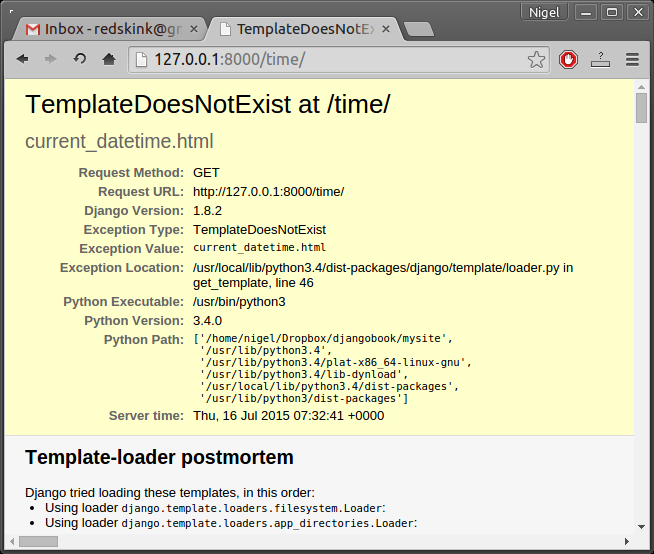 Nigel
Inbox - redskink@gm
TemplateDoesNotEx
127.0.0.1:8000/time/
TemplateDoesNotExist at /time/
current_datetime.html
Request Method: GET
Request URL: http://127.0.0.1:8000/time/
Django Version: 1.8.2
Exception Type: TemplateDoesNotExist
Exception Value: current_datetime.html
Exception Location: /usr/local/lib/python3.4/dist-packages/django/template/loader.py in
get_template, line 46
Python Executable: /usr/bin/python3
Python Version: 3.4.0
Python Path: ['/home/nigel/Dropbox/djangobook/mysite',
'/usr/lib/python3.4',
'/usr/lib/python3.4/plat-x86_64-linux-gnu',
'/usr/lib/python3.4/lib-dynload',
'/usr/local/lib/python3.4/dist-packages',
'/usr/lib/python3/dist-packages']
Server time: Thu, 16 Jul 2015 07:32:41 +0000
Template-loader postmortem
Django tried loading these templates, in this order:
• Using loader django.template.loaders.filesystem.Loader:
• Using loader django.template.loaders.app_directories.Loader: